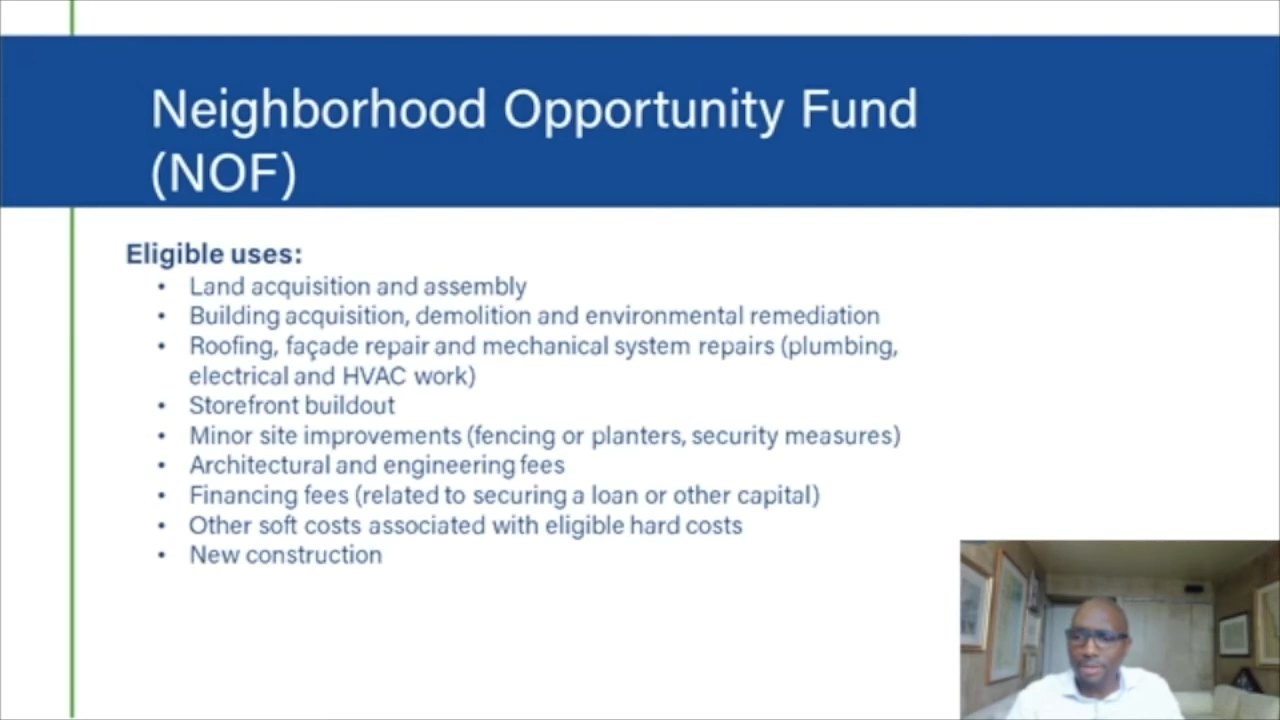 Neighborhood Opportunity Fund
(NOF)
Eligible uses:
• Land acquisition and assembly
• Building acquisition, demolition and environmental remediation
• Roofing, façade repair and mechanical system repairs (plumbing,
electrical and HVAC work)
• Storefront buildout
• Minor site improvements (fencing or planters, security measures)
• Architectural and engineering fees
• Financing fees (related to securing a loan or other capital)
• Other soft costs associated with eligible hard costs
• New construction